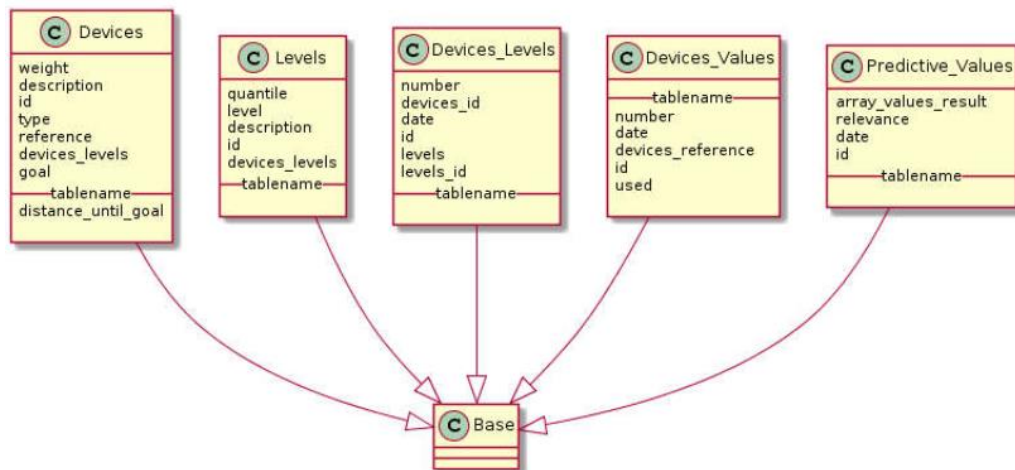 C Devices
weight
description
id
type
reference
devices_levels
goal
tablename
distance_until_goal
C Levels
quantile
level
description
id
devices_levels
tablename
C Devices_Levels
number
devices_id
date
id
levels
levels_id
tablename
C Devices_Values
tablename
number
date
devices_reference
id
used
C Predictive_Values
array_values_result
relevance
date
id
tablename
C Base